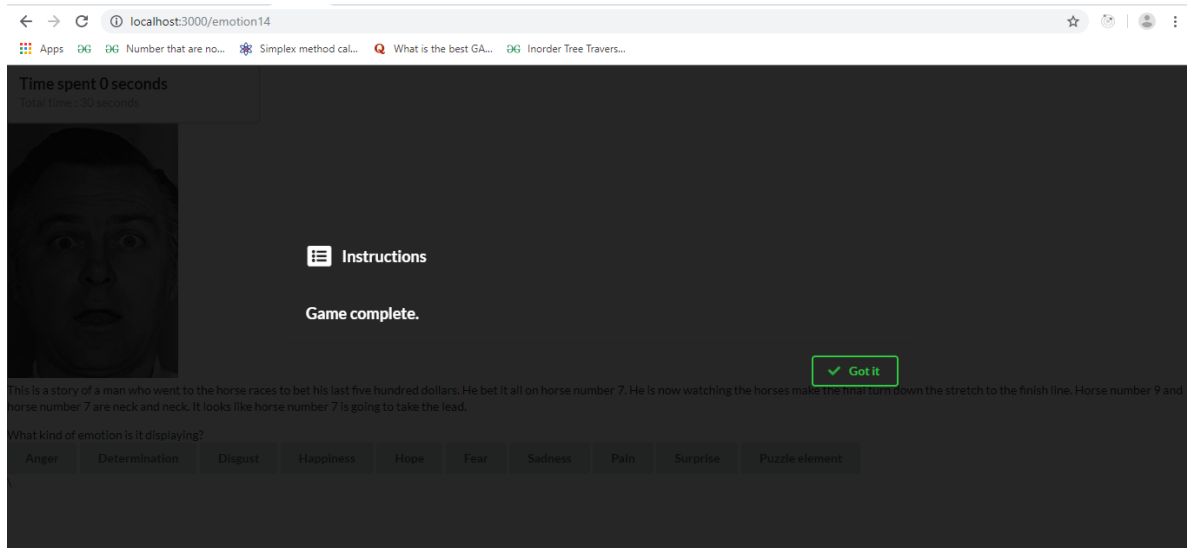 localhost:3000/emotion14
Apps Number that are no... Simplex method cal... What is the best GA... Inorder Tree Travers...
Time spent 0 seconds
Total time : 30 seconds
Instructions
Game complete.
Got it
This is a story of a man who went to the horse races to bet his last five hundred dollars. He bet it all on horse number 7. He is now watching the horses make the final turn down the stretch to the finish line. Horse number 9 and
horse number 7 are neck and neck. It looks like horse number 7 is going to take the lead.
What kind of emotion is it displaying?
Anger Determination Disgust Happiness Hope Fear Sadness Pain Surprise Puzzle element
\